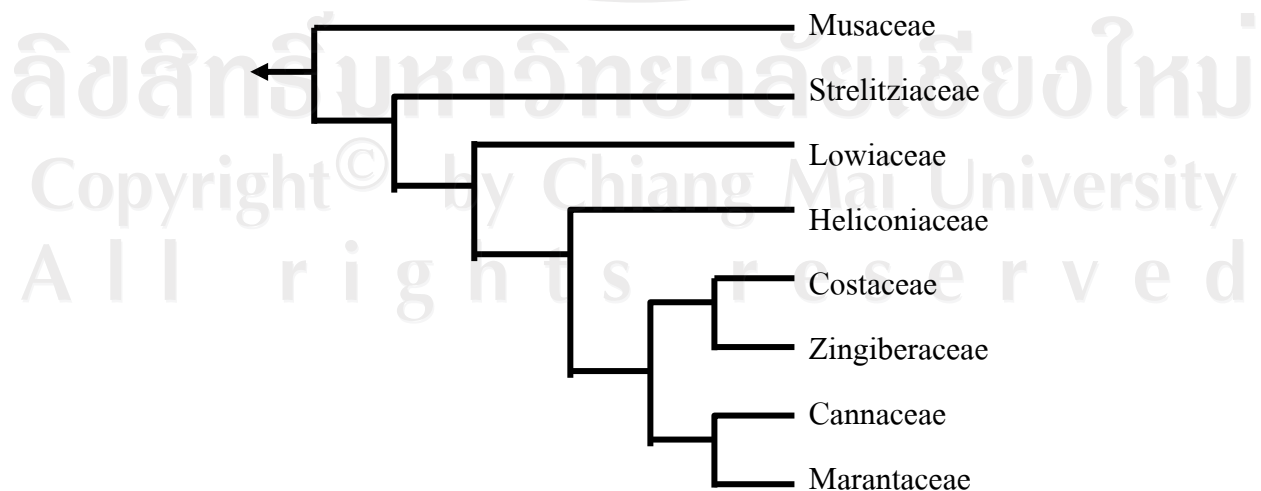 Musaceae
ลิขสิทธิ์มหาวิทยาลัยเชียงใหม่
Strelitziaceae
Lowiaceae
Copyright© by Chiang Mai University
Heliconiaceae
All rights reserved
Costaceae
Zingiberaceae
Cannaceae
Marantaceae